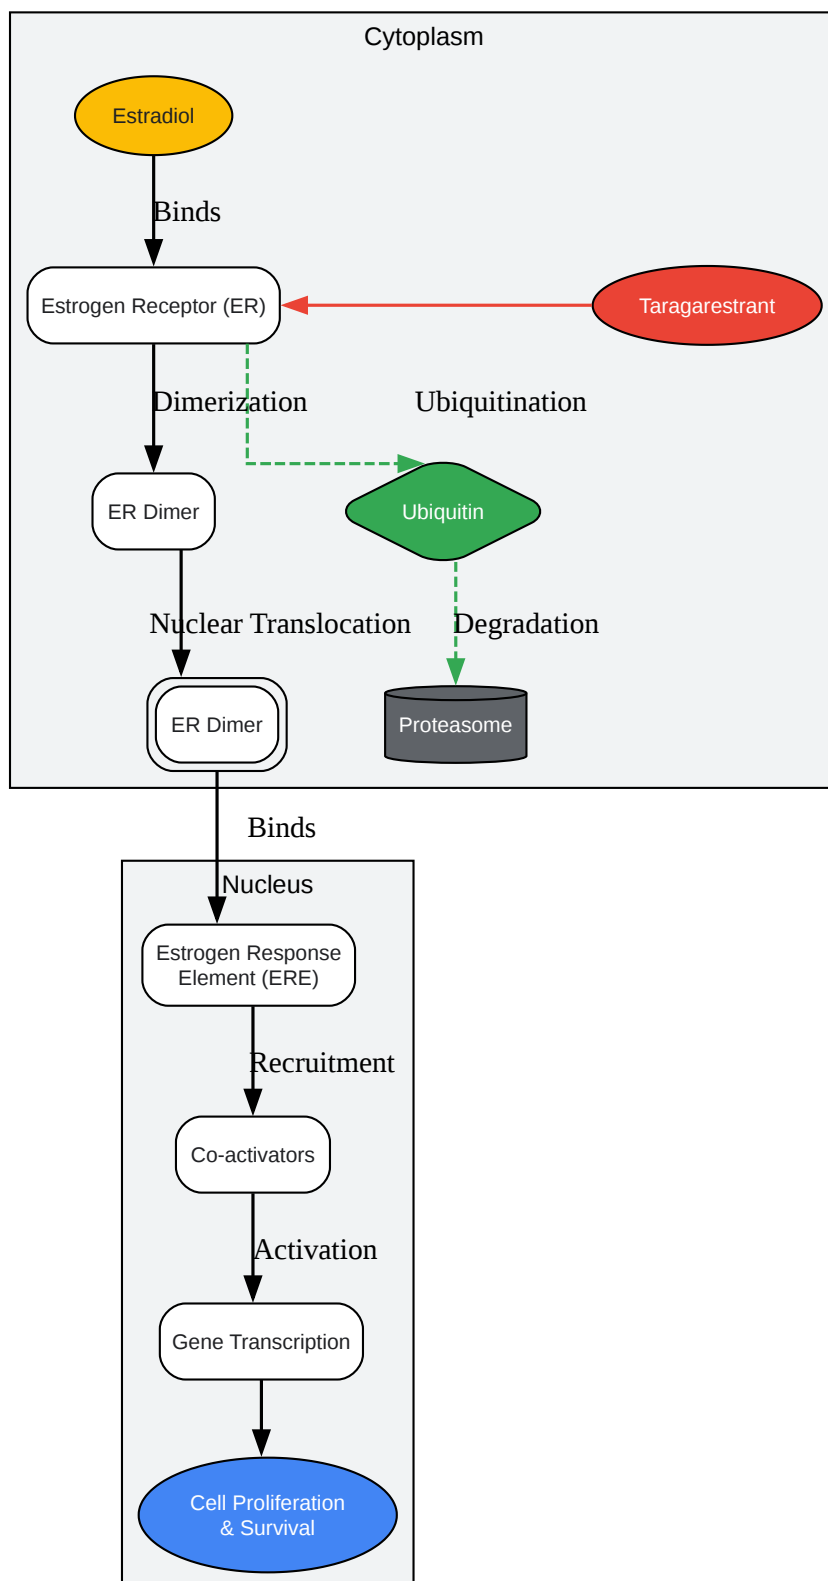 Cytoplasm
Estradiol
Binds
Estrogen Receptor (ER)
Taragarestrant
Dimerization
Ubiquitination
ER Dimer
Ubiquitin
Nuclear Translocation
Degradation
ER Dimer
Proteasome
Binds
Nucleus
Estrogen Response
Element (ERE)
Recruitment
Co-activators
Activation
Gene Transcription
Cell Proliferation
& Survival